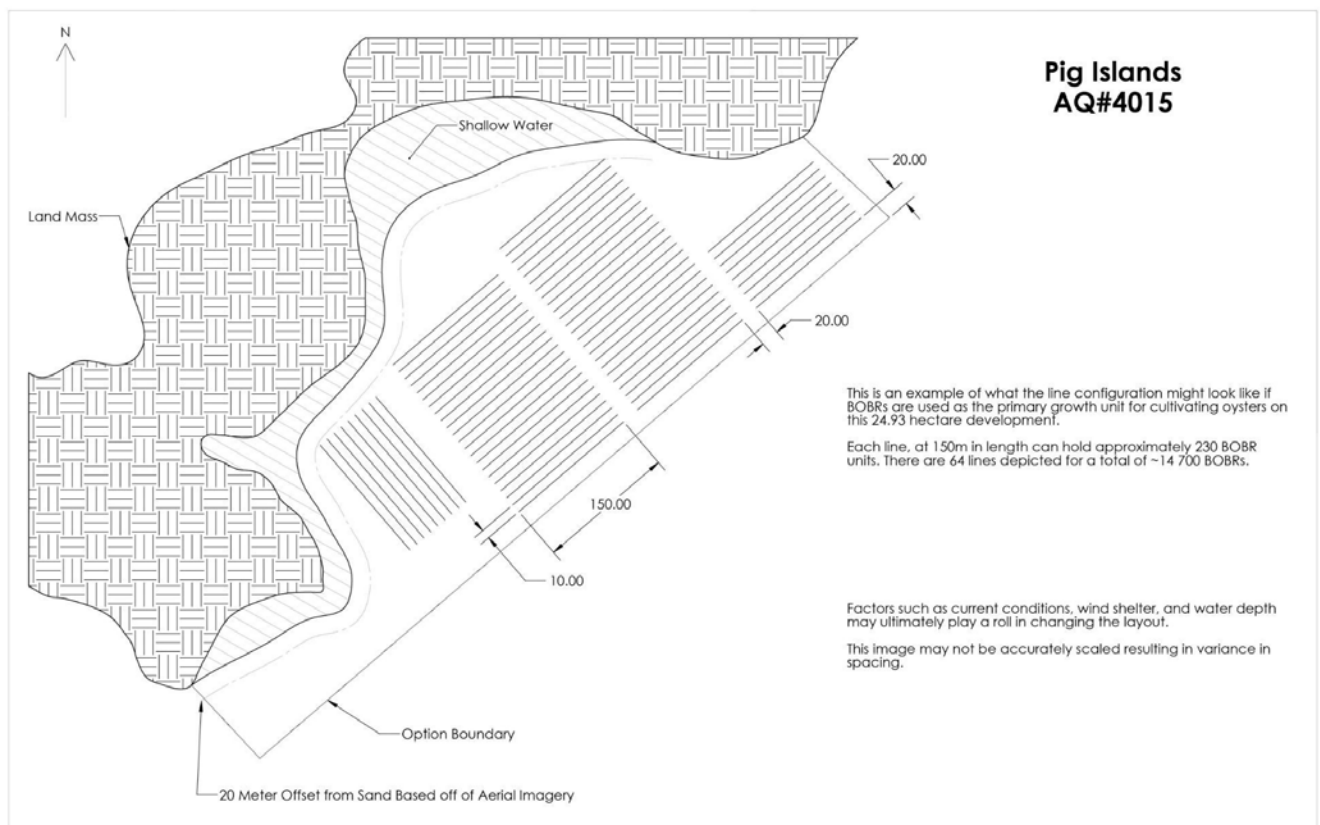 N
Pig Islands
AQ#4015
Shallow Water
20.00
Land Mass
20.00
This is an example of what the line configuration might look like if
BOBRs are used as the primary growth unit for cultivating oysters on
this 24.93 hectare development.
Each line, at 150m in length can hold approximately 230 BOBR
units. There are 64 lines depicted for a total of ~14 700 BOBRs.
150.00
10.00
Factors such as current conditions, wind shelter, and water depth
may ultimately play a roll in changing the layout.
This image may not be accurately scaled resulting in variance in
spacing.
Option Boundary
20 Meter Offset from Sand Based off of Aerial Imagery